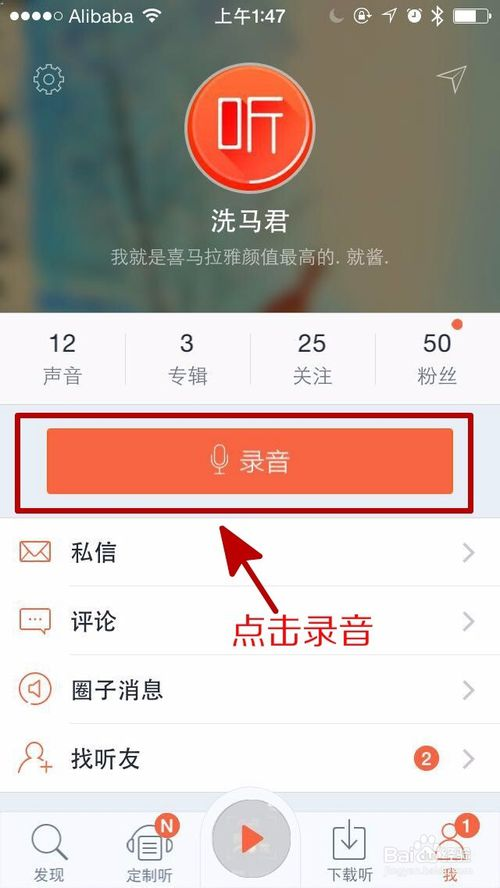 Alibaba 上午1:47
听
洗马君
我就是喜马拉雅颜值最高的. 就酱.
12 3 25 50
声音 专辑 关注 粉丝
录音
私信
点击录音
评论
圈子消息
找听友 2
N 1
发现 定制听 下载听 我
Baidu 经验
jingyan.baidu.com